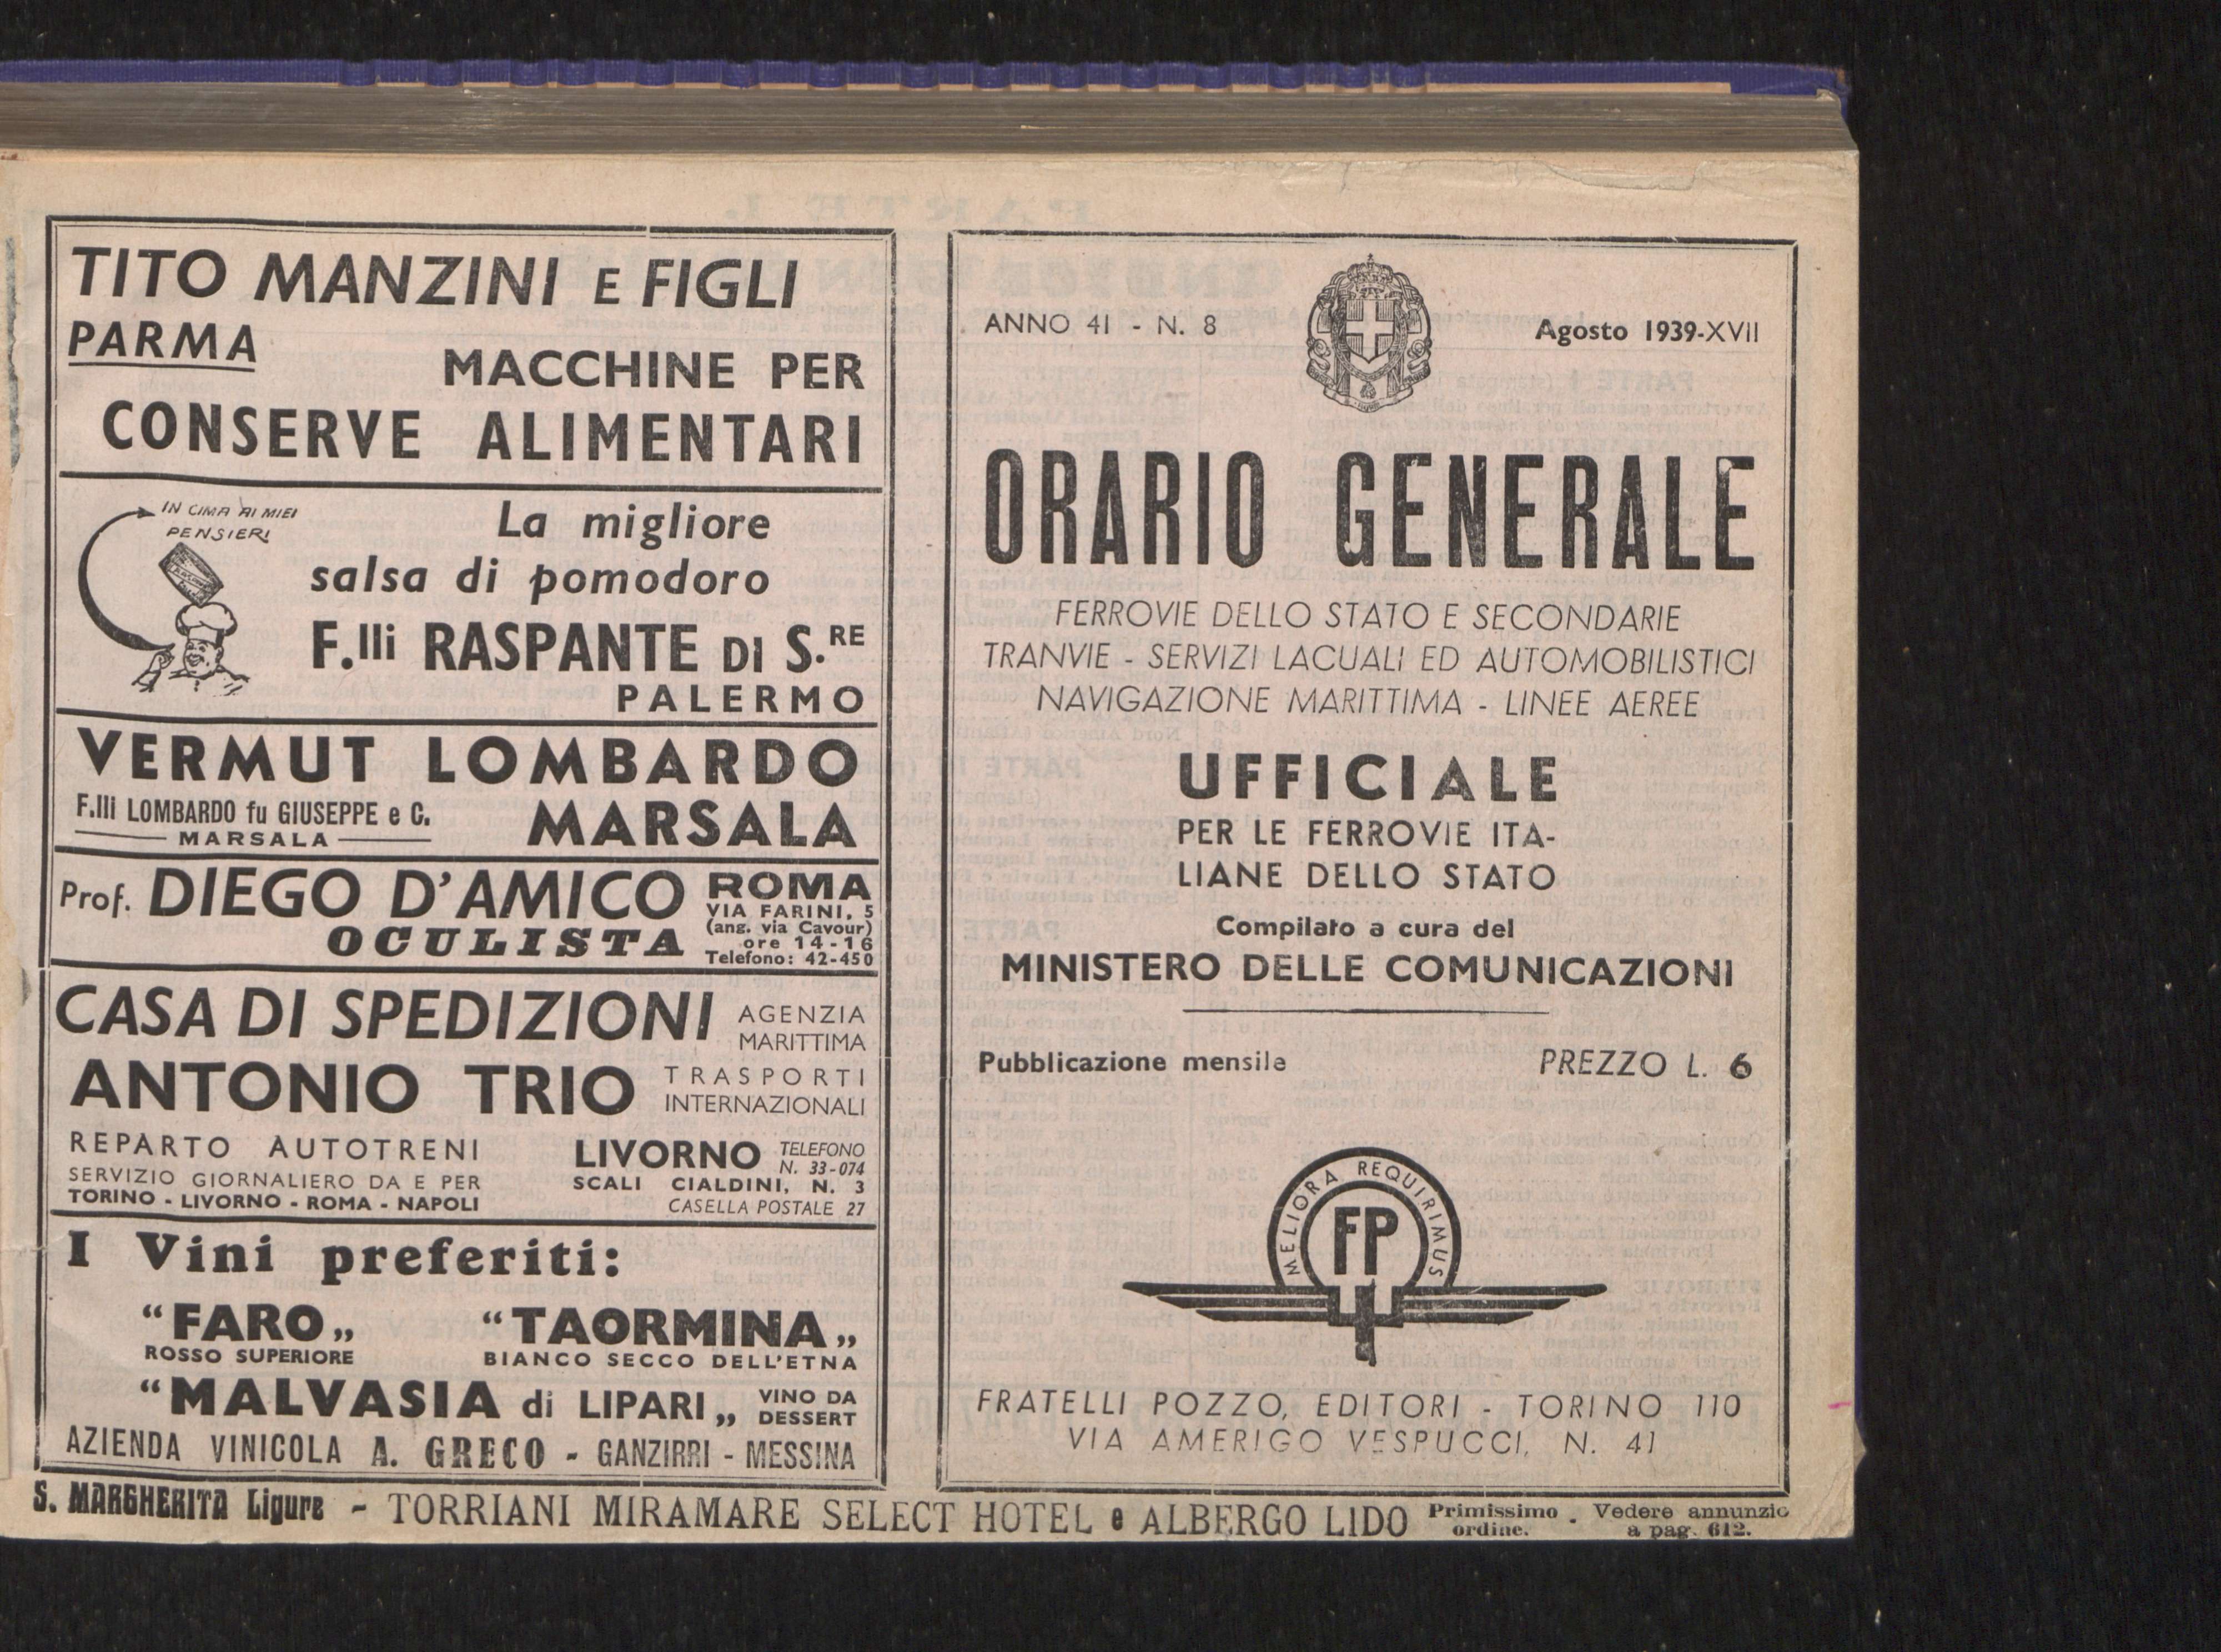 TITO MANZINI E FIGLI
PARMA
MACCHINE PER
CONSERVE ALIMENTARI
IN CIMA AI MIEI
PENSIERI
La migliore
salsa di pomodoro
F.lli RASPANTE DI S.RE
PALERMO
VERMUT LOMBARDO
F.lli LOMBARDO fu GIUSEPPE e C.
MARSALA
MARSALA
Prof. DIEGO D'AMICO
OCULISTA
ROMA
VIA FARINI, 5
(ang. via Cavour)
ore 14-16
Telefono: 42-450
CASA DI SPEDIZIONI
ANTONIO TRIO
AGENZIA
MARITTIMA
TRASPORTI
INTERNAZIONALI
REPARTO AUTOTRENI
SERVIZIO GIORNALIERO DA E PER
TORINO - LIVORNO - ROMA - NAPOLI
LIVORNO TELEFONO
N. 33-074
SCALI CIALDINI, N. 3
CASELLA POSTALE 27
I Vini preferiti:
"FARO„
ROSSO SUPERIORE
"TAORMINA„
BIANCO SECCO DELL'ETNA
"MALVASIA di LIPARI„ VINO DA
DESSERT
AZIENDA VINICOLA A. GRECO - GANZIRRI - MESSINA
ANNO 41 - N. 8
Agosto 1939-XVII
ORARIO GENERALE
FERROVIE DELLO STATO E SECONDARIE
TRANVIE - SERVIZI LACUALI ED AUTOMOBILISTICI
NAVIGAZIONE MARITTIMA - LINEE AEREE
UFFICIALE
PER LE FERROVIE ITA-
LIANE DELLO STATO
Compilato a cura del
MINISTERO DELLE COMUNICAZIONI
Pubblicazione mensile
PREZZO L. 6
MELIORA REQUIRIMUS
FP
FRATELLI POZZO, EDITORI - TORINO 110
VIA AMERIGO VESPUCCI, N. 41
S. MARGHERITA Ligure - TORRIANI MIRAMARE SELECT HOTEL e ALBERGO LIDO Primissimo
ordine. - Vedere annunzio
a pag. 612.